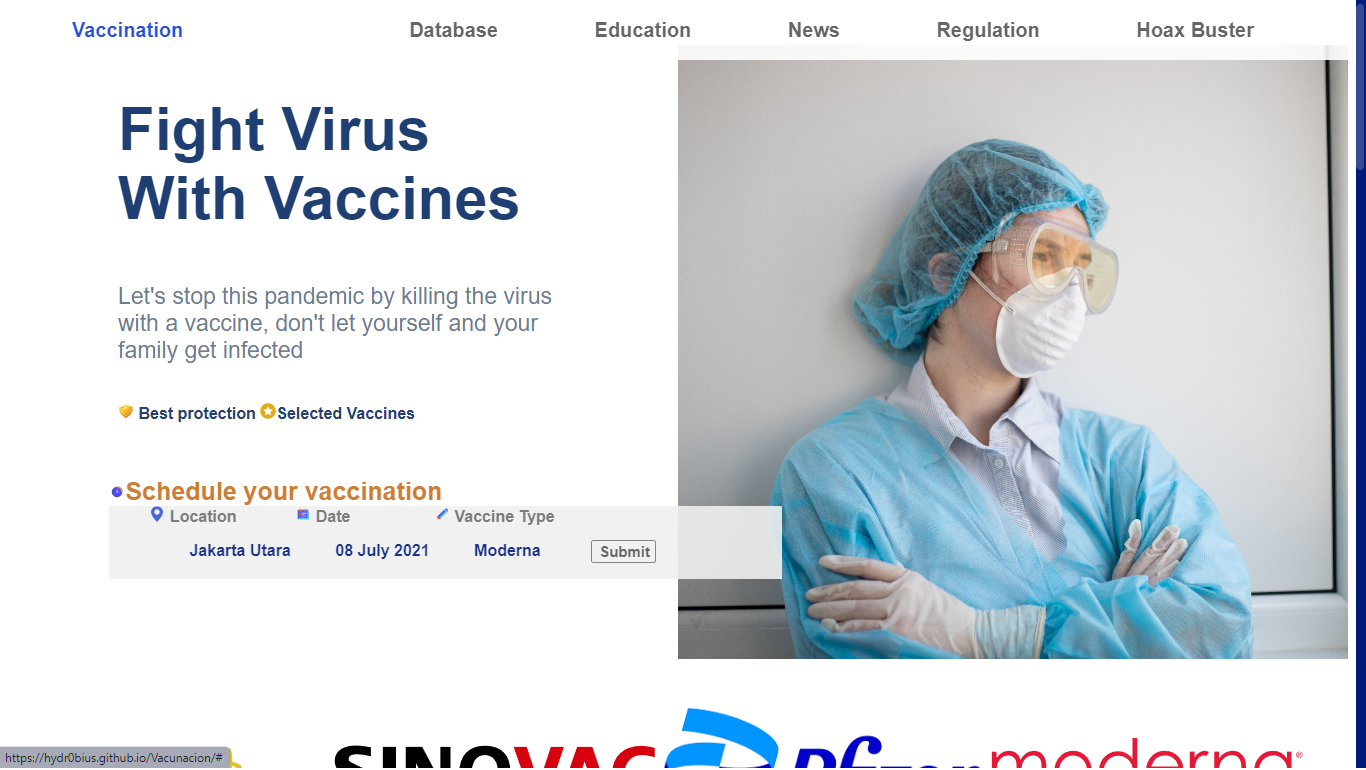 Vaccination Database Education News Regulation Hoax Buster
Fight Virus
With Vaccines
Let's stop this pandemic by killing the virus
with a vaccine, don't let yourself and your
family get infected
Best protection Selected Vaccines
Schedule your vaccination
Location Date Vaccine Type
Jakarta Utara 08 July 2021 Moderna Submit
SINOVAC Pfizer moderna®
https://hydr0bius.github.io/Vacunacion/#